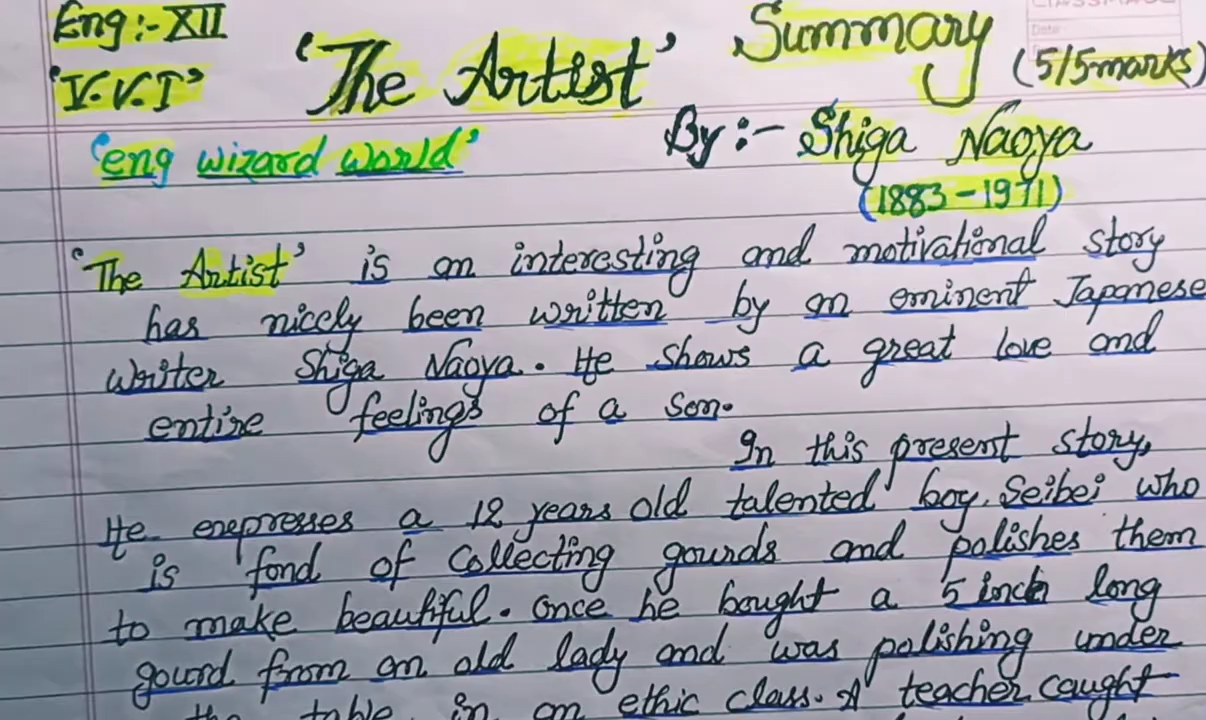 Eng:- XII
'The Artist' Summary
'V.V.I'
(5/5marks)
'eng wizard world'
By:- Shiga Naoya
(1883-1971)
'The Artist' is an interesting and motivational story
has nicely been written by an eminent Japanese
writer Shiga Naoya. He shows a great love and
entire feelings of a son.
In this present story,
He enepresses a 12 years old talented boy, Seibei who
is fond of Collecting gourds and polishes them
to make beautiful. Once he bought a 5 inch long
gourd from an old lady and was polishing under
the table in an ethic class. A teacher caught